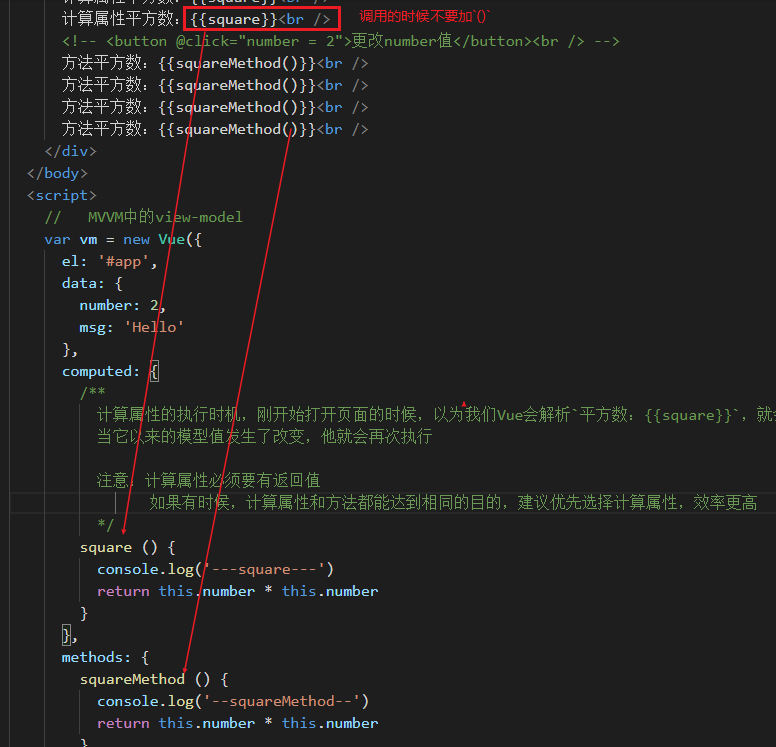 计算属性平方数：{{square}}<br /> 调用的时候不要加`()`
<!-- <button @click="number = 2">更改number值</button><br /> -->
方法平方数：{{squareMethod()}}<br />
方法平方数：{{squareMethod()}}<br />
方法平方数：{{squareMethod()}}<br />
方法平方数：{{squareMethod()}}<br />
</div>
</body>
<script>
// MVVM中的view-model
var vm = new Vue({
el: '#app',
data: {
number: 2,
msg: 'Hello'
},
computed: {
/**
计算属性的执行时机，刚开始打开页面的时候，以为我们Vue会解析`平方数：{{square}}`，就会
当它以来的模型值发生了改变，他就会再次执行
注意：计算属性必须要有返回值
如果有时候，计算属性和方法都能达到相同的目的，建议优先选择计算属性，效率更高
*/
square () {
console.log('---square---')
return this.number * this.number
}
},
methods: {
squareMethod () {
console.log('--squareMethod--')
return this.number * this.number
}